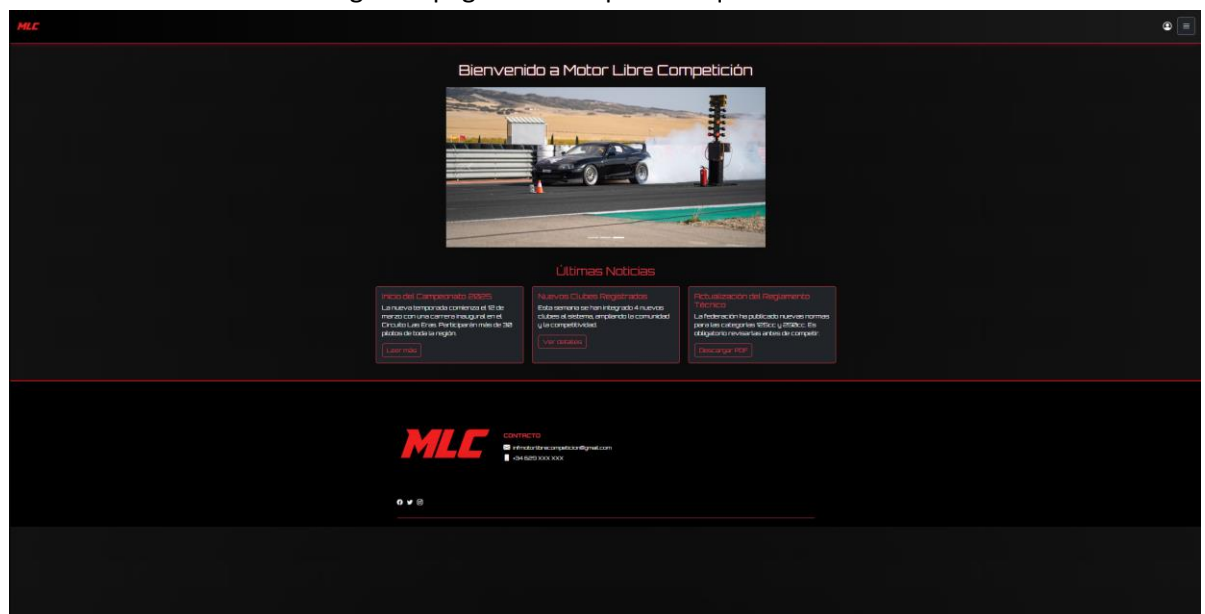 MLC
Bienvenido a Motor Libre Competición
Últimas Noticias
Inicio del Campeonato 2025
La nueva temporada comienza el 12 de
marzo con una carrera inaugural en el
Circuito Las Eras. Participarán más de 30
pilotos de toda la región.
Leer más
Nuevos Clubes Registrados
Esta semana se han integrado 4 nuevos
clubes al sistema, ampliando la comunidad
y la competitividad.
Ver detalles
Actualización del Reglamento
Técnico
La federación ha publicado nuevas normas
para las categorías 125cc y 250cc. Es
obligatorio revisarlas antes de competir.
Descargar PDF
MLC
CONTACTO
+34 629 XXX XXX